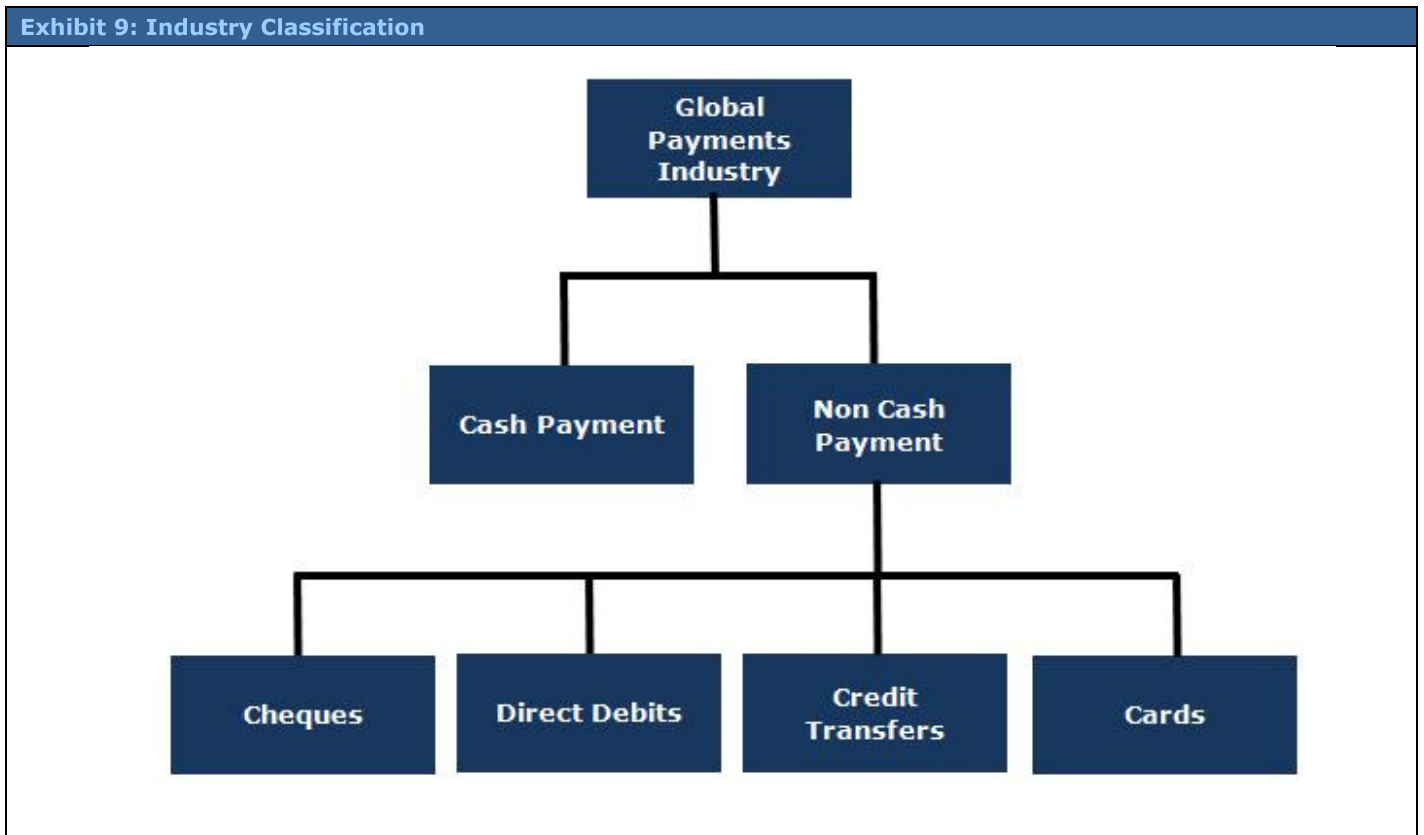 Exhibit 9: Industry Classification
Global
Payments
Industry
Cash Payment
Non Cash
Payment
Cheques
Direct Debits
Credit
Transfers
Cards